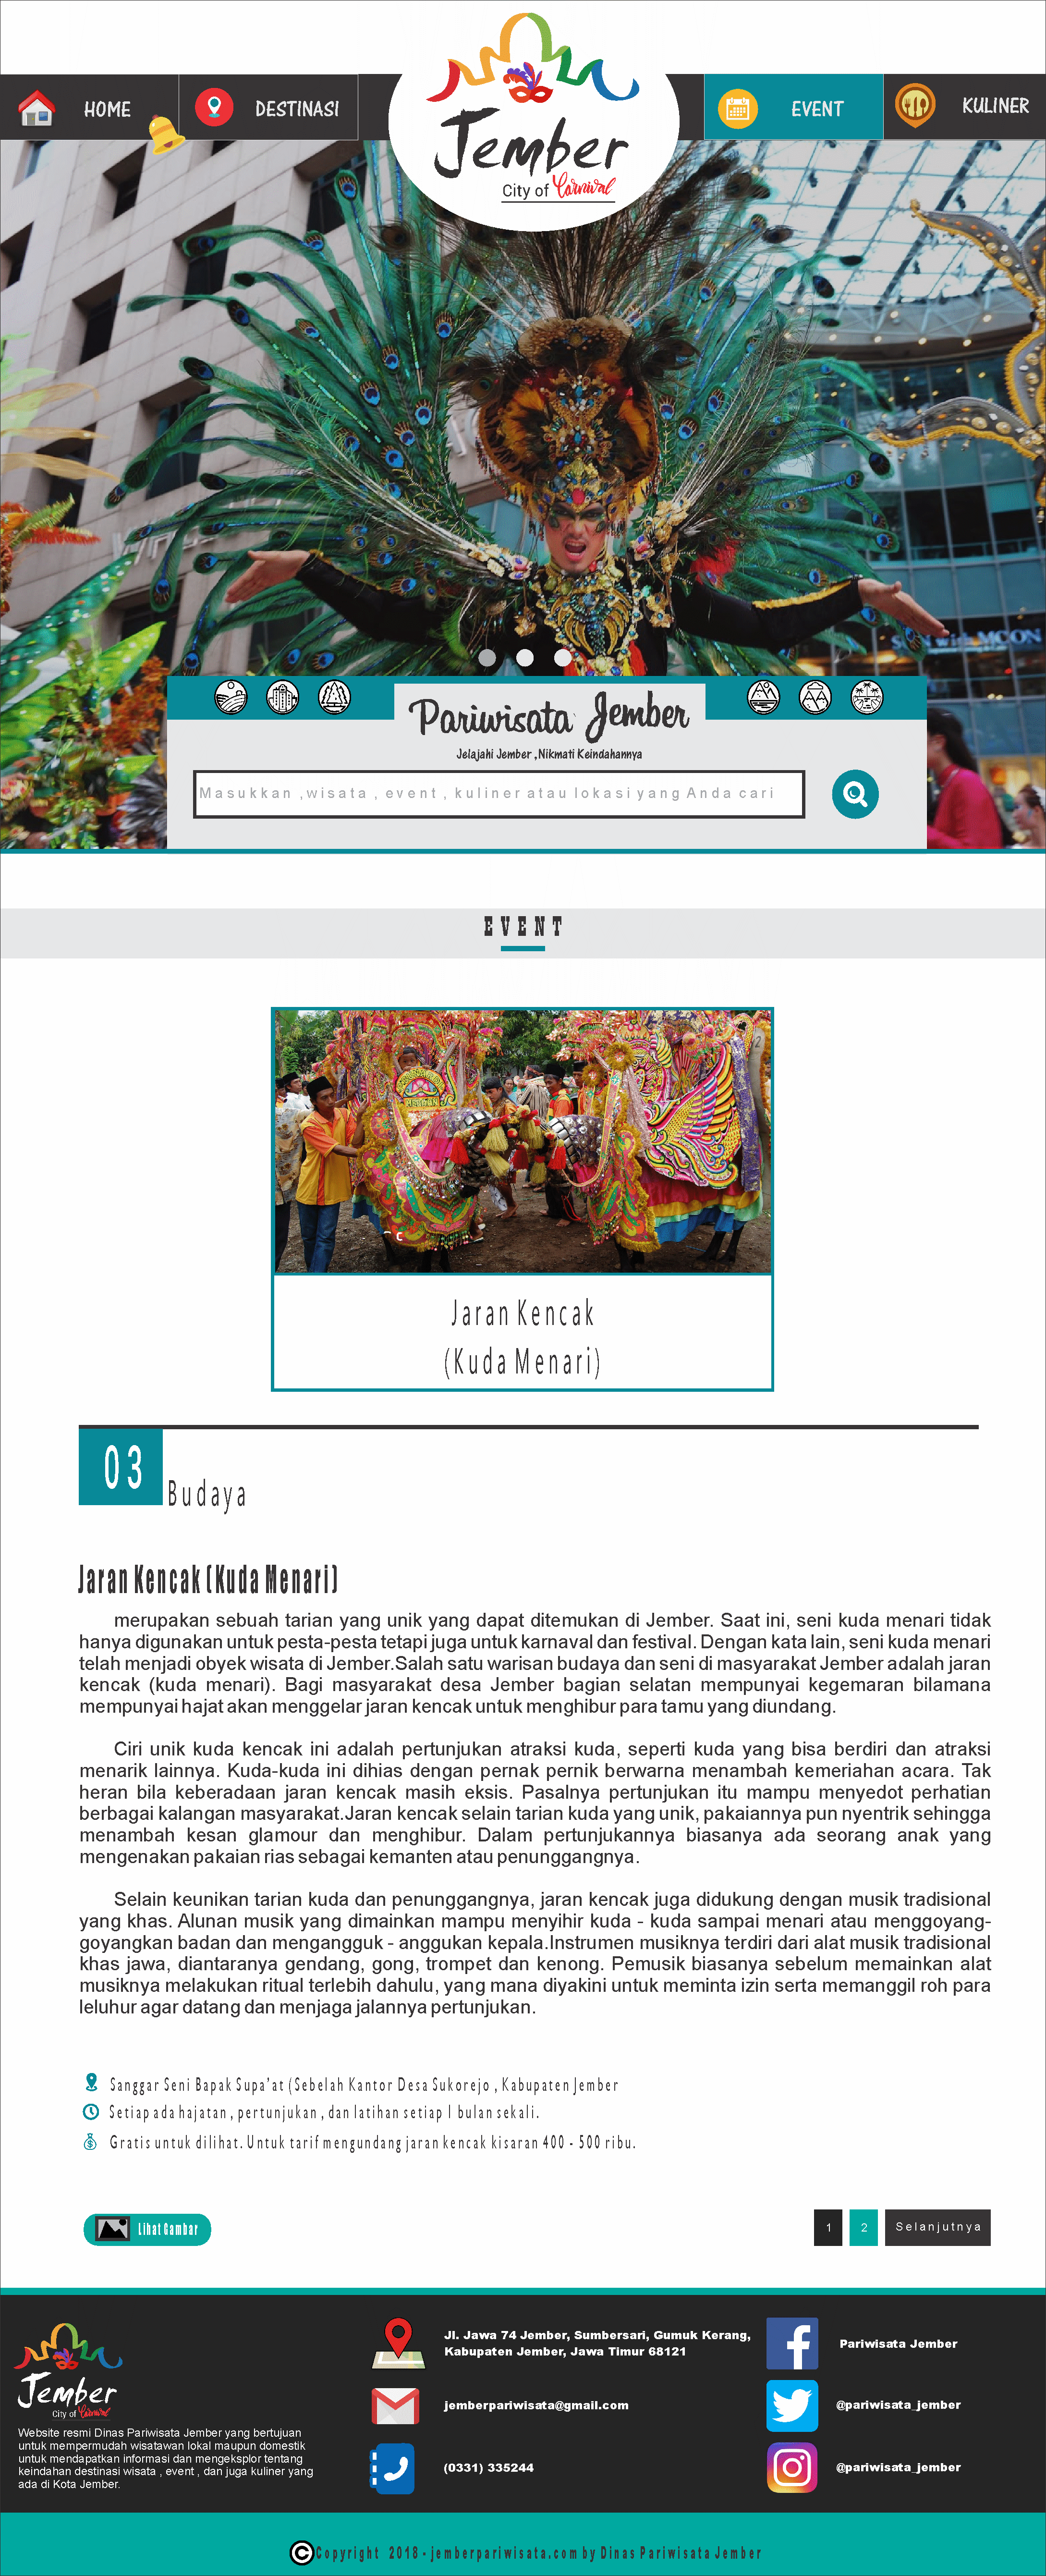 HOME
DESTINASI
Jember
City of Carnival
EVENT
KULINER
Pariwisata Jember
Jelajahi Jember ,Nikmati Keindahannya
Masukkan ,wisata , event , kuliner atau lokasi yang Anda cari
EVENT
Jaran Kencak
(Kuda Menari)
03
Budaya
Jaran Kencak (Kuda Menari)
merupakan sebuah tarian yang unik yang dapat ditemukan di Jember. Saat ini, seni kuda menari tidak
hanya digunakan untuk pesta-pesta tetapi juga untuk karnaval dan festival. Dengan kata lain, seni kuda menari
telah menjadi obyek wisata di Jember.Salah satu warisan budaya dan seni di masyarakat Jember adalah jaran
kencak (kuda menari). Bagi masyarakat desa Jember bagian selatan mempunyai kegemaran bilamana
mempunyai hajat akan menggelar jaran kencak untuk menghibur para tamu yang diundang.
Ciri unik kuda kencak ini adalah pertunjukan atraksi kuda, seperti kuda yang bisa berdiri dan atraksi
menarik lainnya. Kuda-kuda ini dihias dengan pernak pernik berwarna menambah kemeriahan acara. Tak
heran bila keberadaan jaran kencak masih eksis. Pasalnya pertunjukan itu mampu menyedot perhatian
berbagai kalangan masyarakat.Jaran kencak selain tarian kuda yang unik, pakaiannya pun nyentrik sehingga
menambah kesan glamour dan menghibur. Dalam pertunjukannya biasanya ada seorang anak yang
mengenakan pakaian rias sebagai kemanten atau penunggangnya.
Selain keunikan tarian kuda dan penunggangnya, jaran kencak juga didukung dengan musik tradisional
yang khas. Alunan musik yang dimainkan mampu menyihir kuda - kuda sampai menari atau menggoyang-
goyangkan badan dan mengangguk - anggukan kepala.Instrumen musiknya terdiri dari alat musik tradisional
khas jawa, diantaranya gendang, gong, trompet dan kenong. Pemusik biasanya sebelum memainkan alat
musiknya melakukan ritual terlebih dahulu, yang mana diyakini untuk meminta izin serta memanggil roh para
leluhur agar datang dan menjaga jalannya pertunjukan.
Sanggar Seni Bapak Supa'at (Sebelah Kantor Desa Sukorejo , Kabupaten Jember
Setiap ada hajatan , pertunjukan , dan latihan setiap 1 bulan sekali.
Gratis untuk dilihat. Untuk tarif mengundang jaran kencak kisaran 400 - 500 ribu.
Lihat Gambar
1 2 Selanjutnya
Jember
City of Carnival
Website resmi Dinas Pariwisata Jember yang bertujuan
untuk mempermudah wisatawan lokal maupun domestik
untuk mendapatkan informasi dan mengeksplor tentang
keindahan destinasi wisata , event , dan juga kuliner yang
ada di Kota Jember.
Jl. Jawa 74 Jember, Sumbersari, Gumuk Kerang,
Kabupaten Jember, Jawa Timur 68121
jemberpariwisata@gmail.com
(0331) 335244
Pariwisata Jember
@pariwisata_jember
@pariwisata_jember
©Copyright 2018 - jemberpariwisata.com by Dinas Pariwisata Jember